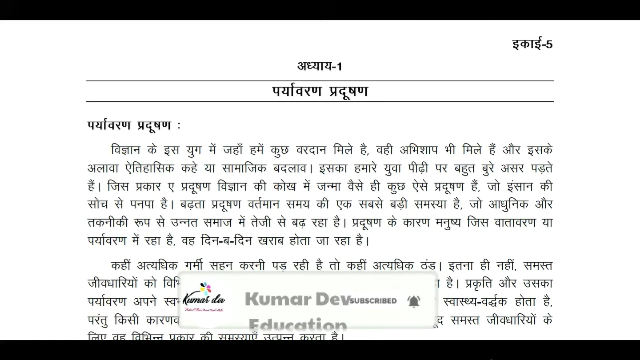 इकाई-5
अध्याय-1
पर्यावरण प्रदूषण
पर्यावरण प्रदूषण :
विज्ञान के इस युग में जहाँ हमें कुछ वरदान मिले है, वही अभिशाप भी मिले हैं और इसके
अलावा ऐतिहासिक कहे या सामाजिक बदलाव। इसका हमारे युवा पीढ़ी पर बहुत बुरे असर पड़ते
हैं। जिस प्रकार ए प्रदूषण विज्ञान की कोख में जन्मा वैसे ही कुछ ऐसे प्रदूषण हैं, जो इंसान की
सोच से पनपा है। बढ़ता प्रदूषण वर्तमान समय की एक सबसे बड़ी समस्या है, जो आधुनिक और
तकनीकी रूप से उन्नत समाज में तेजी से बढ़ रहा है। प्रदूषण के कारण मनुष्य जिस वातावरण या
पर्यावरण में रहा है, वह दिन-ब-दिन खराब होता जा रहा है।
कहीं अत्यधिक गर्मी सहन करनी पड़ रही है तो कहीं अत्यधिक ठंड। इतना ही नहीं, समस्त
जीवधारियों को है। प्रकृति और उसका
पर्यावरण अपने स्वास्थ्य-वर्द्धक होता है,
परंतु किसी समस्त जीवधारियों के
लिए वह विभिन्न प्रकार की समस्याएँ उत्पन्न करता है।
Kumar dev
Kumar Dev
Education
SUBSCRIBED